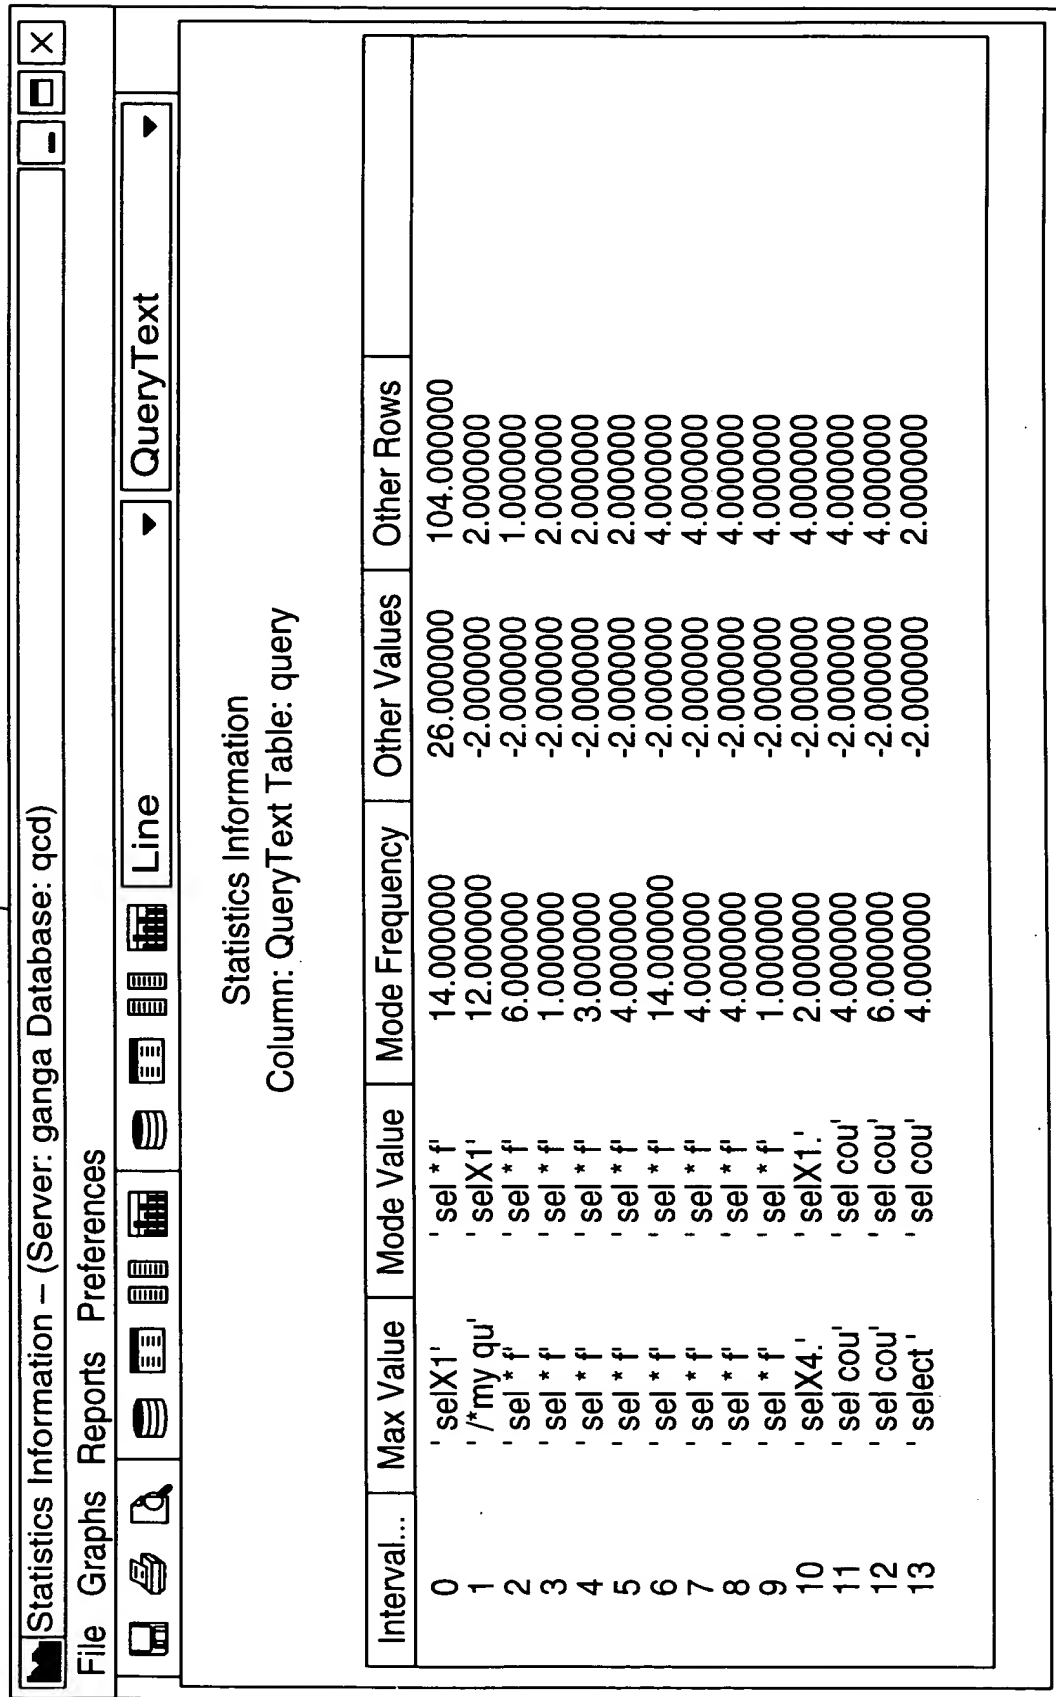 Statistics Information – (Server: ganga Database: qcd)
File Graphs Reports Preferences
Line QueryText
Statistics Information
Column: QueryText Table: query
Interval... Max Value Mode Value Mode Frequency Other Values Other Rows
0 ' selX1' ' sel * f' 14.000000 26.000000 104.000000
1 ' /*my qu' ' selX1' 12.000000 -2.000000 2.000000
2 ' sel * f' ' sel * f' 6.000000 -2.000000 1.000000
3 ' sel * f' ' sel * f' 1.000000 -2.000000 2.000000
4 ' sel * f' ' sel * f' 3.000000 -2.000000 2.000000
5 ' sel * f' ' sel * f' 4.000000 -2.000000 2.000000
6 ' sel * f' ' sel * f' 14.000000 -2.000000 4.000000
7 ' sel * f' ' sel * f' 4.000000 -2.000000 4.000000
8 ' sel * f' ' sel * f' 4.000000 -2.000000 4.000000
9 ' sel * f' ' sel * f' 1.000000 -2.000000 4.000000
10 ' selX4.' ' selX1.' 2.000000 -2.000000 4.000000
11 ' sel cou' ' sel cou' 4.000000 -2.000000 4.000000
12 ' sel cou' ' sel cou' 6.000000 -2.000000 4.000000
13 ' select ' ' sel cou' 4.000000 -2.000000 2.000000